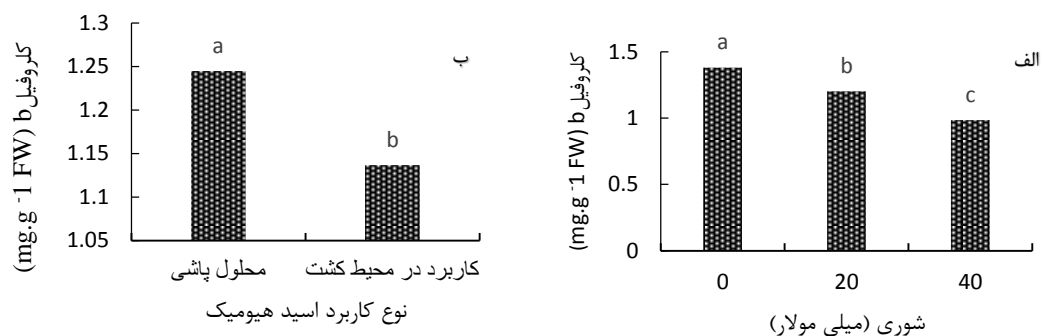 الف
کلروفیل b (mg.g -1 FW)
1.5
1
0.5
0
a
b
c
0
20
40
شوری (میلی مولار)
ب
کلروفیل b (mg.g -1 FW)
1.3
1.25
1.2
1.15
1.1
1.05
a
b
محلول پاشی
کاربرد در محیط کشت
نوع کاربرد اسید هیومیک